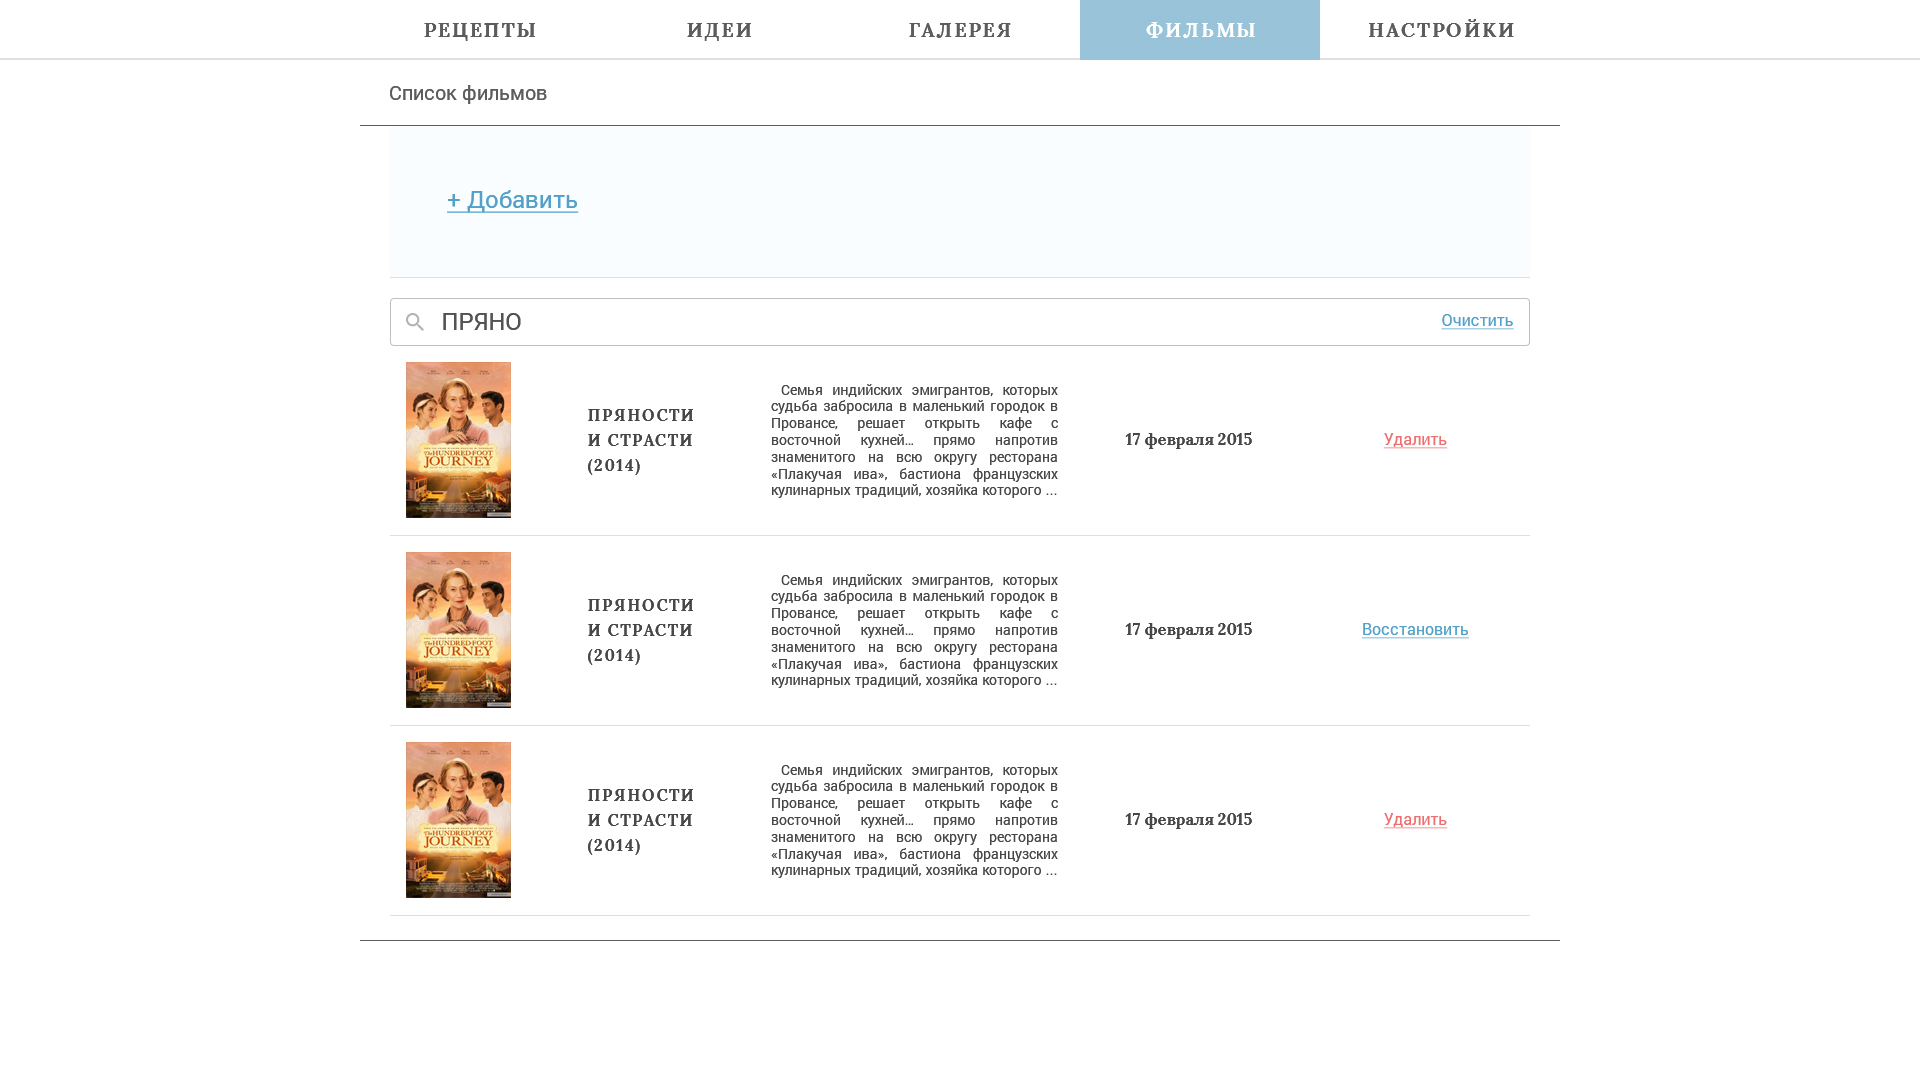 РЕЦЕПТЫ ИДЕИ ГАЛЕРЕЯ ФИЛЬМЫ НАСТРОЙКИ
Список фильмов
+ Добавить
ПРЯНО Очистить
The HUNDRED-FOOT
JOURNEY
ПРЯНОСТИ
И СТРАСТИ
(2014)
Семья индийских эмигрантов, которых
судьба забросила в маленький городок в
Провансе, решает открыть кафе с
восточной кухней… прямо напротив
знаменитого на всю округу ресторана
«Плакучая ива», бастиона французских
кулинарных традиций, хозяйка которого ...
17 февраля 2015
Удалить
The HUNDRED-FOOT
JOURNEY
ПРЯНОСТИ
И СТРАСТИ
(2014)
Семья индийских эмигрантов, которых
судьба забросила в маленький городок в
Провансе, решает открыть кафе с
восточной кухней… прямо напротив
знаменитого на всю округу ресторана
«Плакучая ива», бастиона французских
кулинарных традиций, хозяйка которого ...
17 февраля 2015
Восстановить
The HUNDRED-FOOT
JOURNEY
ПРЯНОСТИ
И СТРАСТИ
(2014)
Семья индийских эмигрантов, которых
судьба забросила в маленький городок в
Провансе, решает открыть кафе с
восточной кухней… прямо напротив
знаменитого на всю округу ресторана
«Плакучая ива», бастиона французских
кулинарных традиций, хозяйка которого ...
17 февраля 2015
Удалить